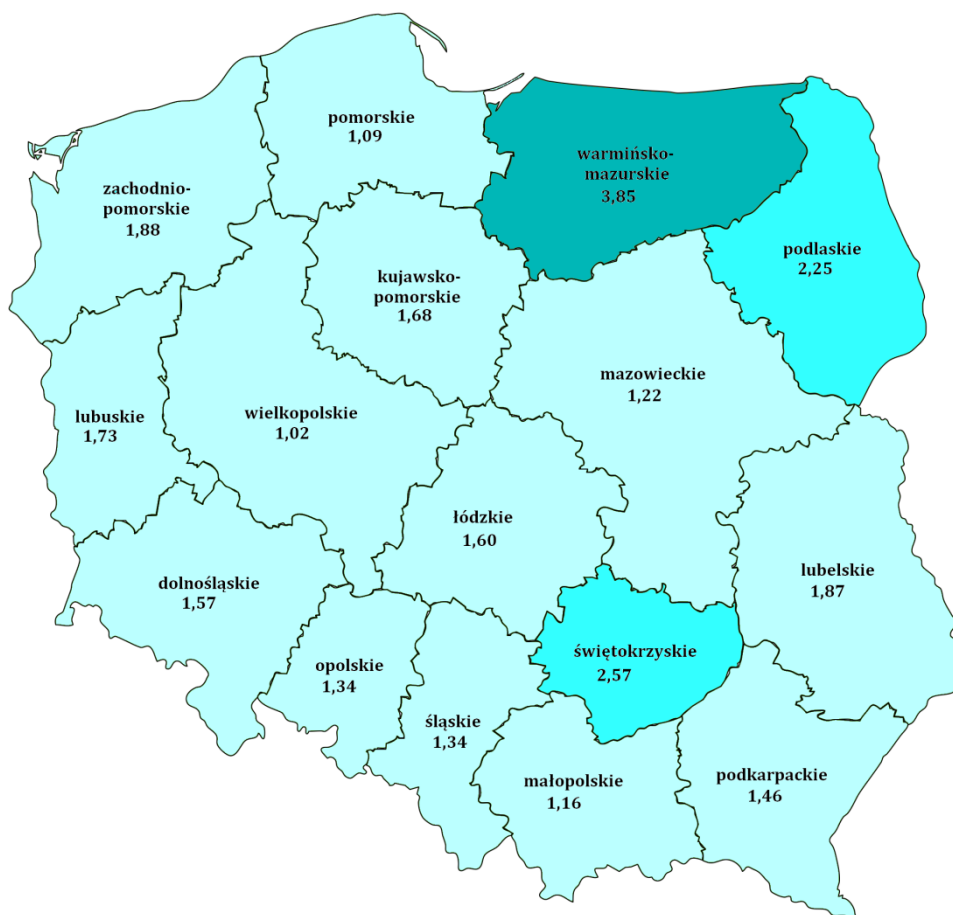 pomorskie
1,09
warmińsko-
mazurskie
3,85
zachodnio-
pomorskie
1,88
podlaskie
2,25
kujawsko-
pomorskie
1,68
mazowieckie
1,22
lubuskie
1,73
wielkopolskie
1,02
łódzkie
1,60
dolnośląskie
1,57
lubelskie
1,87
świętokrzyskie
2,57
opolskie
1,34
śląskie
1,34
małopolskie
1,16
podkarpackie
1,46